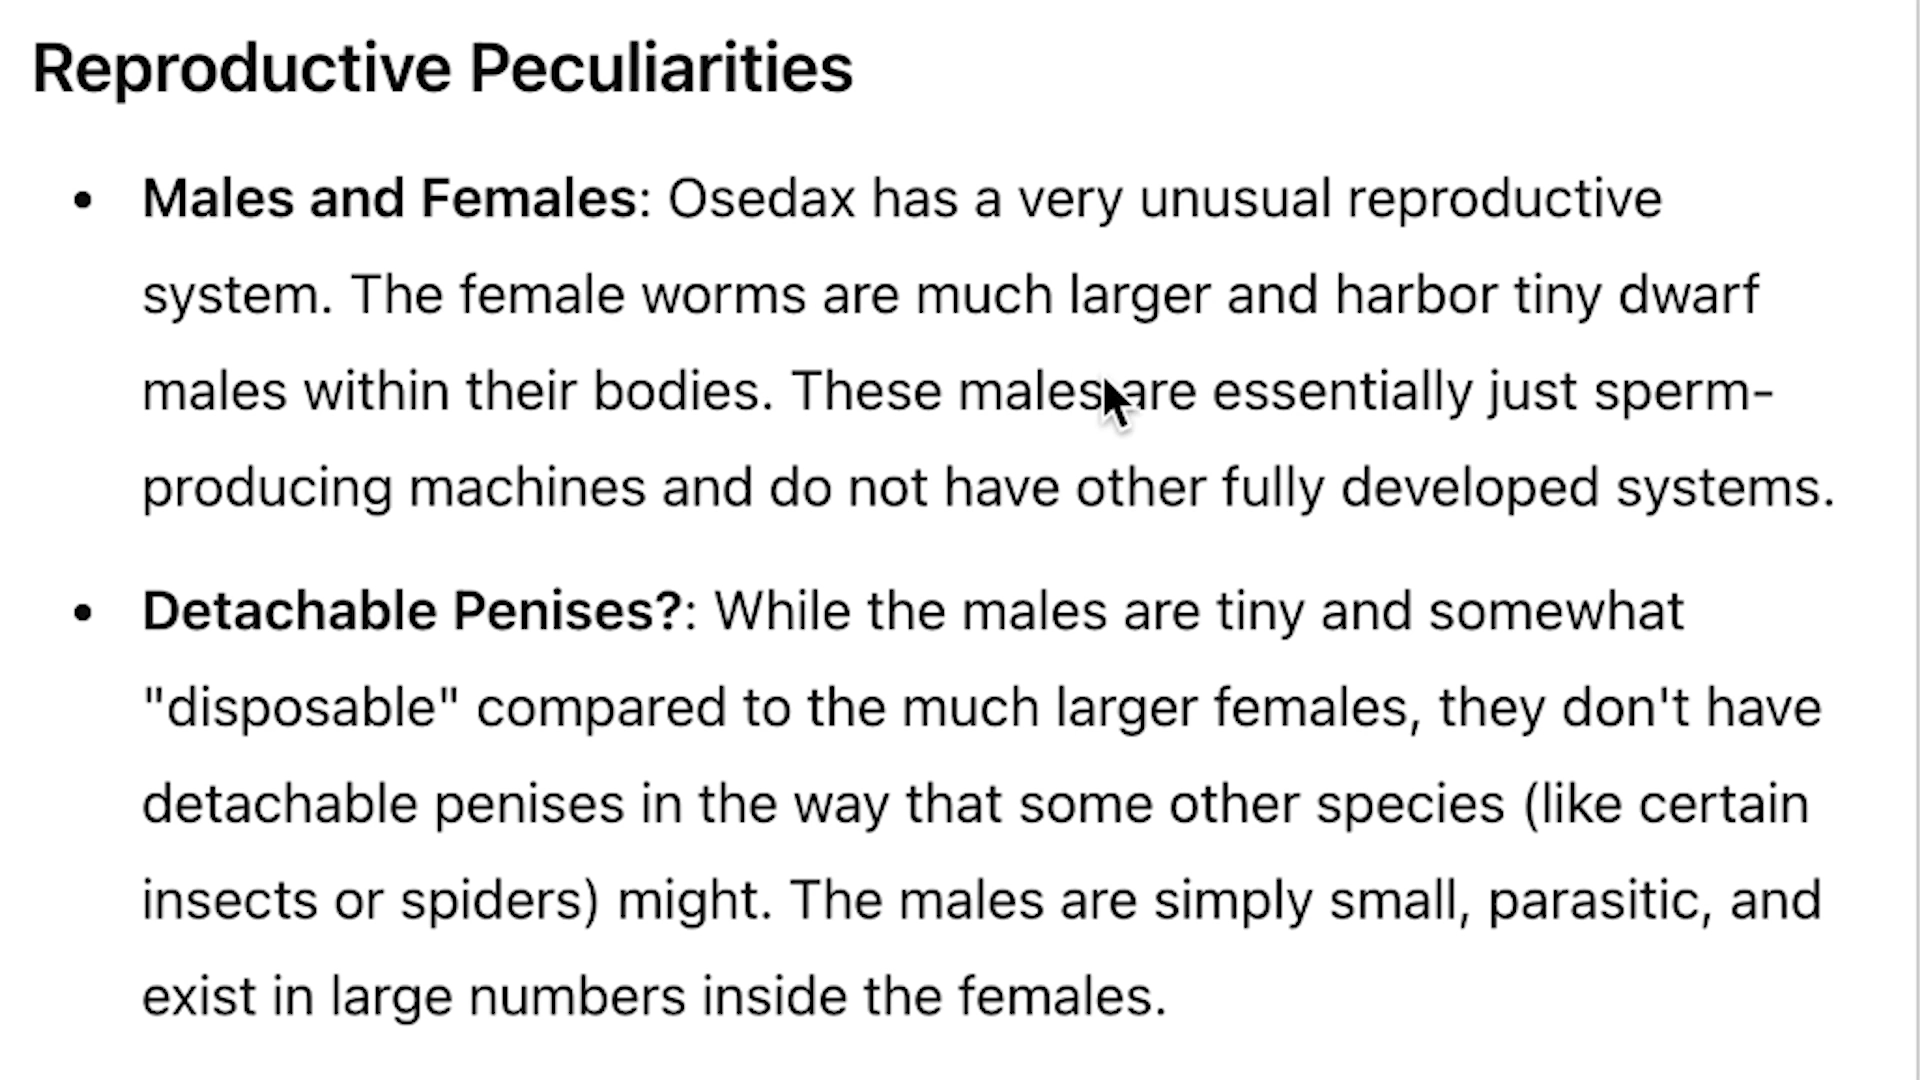 Reproductive Peculiarities
• Males and Females: Osedax has a very unusual reproductive
system. The female worms are much larger and harbor tiny dwarf
males within their bodies. These males are essentially just sperm-
producing machines and do not have other fully developed systems.
• Detachable Penises?: While the males are tiny and somewhat
"disposable" compared to the much larger females, they don't have
detachable penises in the way that some other species (like certain
insects or spiders) might. The males are simply small, parasitic, and
exist in large numbers inside the females.